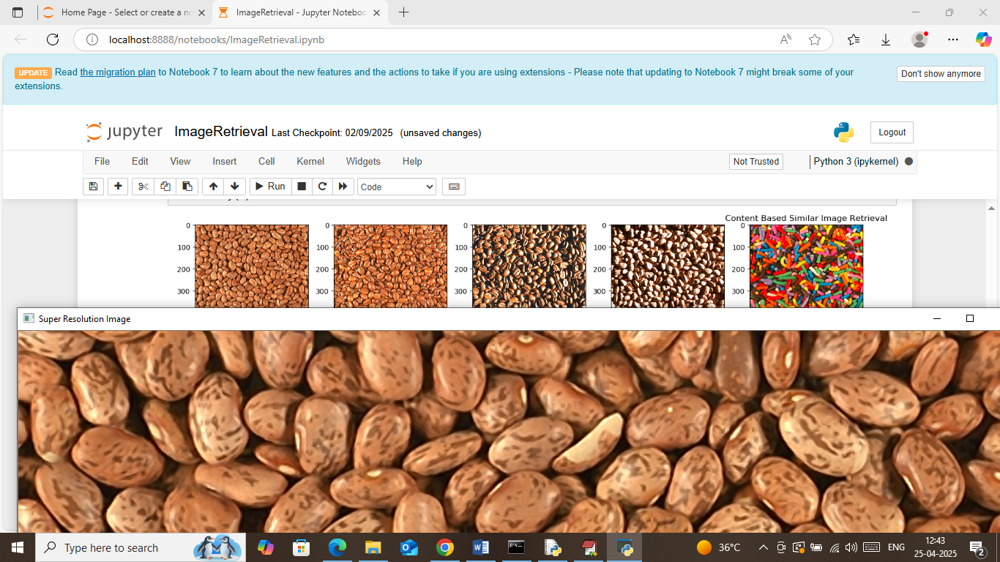 Home Page - Select or create a no
ImageRetrieval - Jupyter Noteboo
localhost:8888/notebooks/ImageRetrieval.ipynb
UPDATE Read the migration plan to Notebook 7 to learn about the new features and the actions to take if you are using extensions - Please note that updating to Notebook 7 might break some of your
extensions.
Don't show anymore
jupyter ImageRetrieval Last Checkpoint: 02/09/2025 (unsaved changes)
Logout
File Edit View Insert Cell Kernel Widgets Help
Not Trusted
Python 3 (ipykernel)
Run
Code
Content Based Similar Image Retrieval
0 0 0 0 0
100 100 100 100 100
200 200 200 200 200
300 300 300 300 300
Super Resolution Image
Type here to search
36°C
ENG
12:43
25-04-2025
2